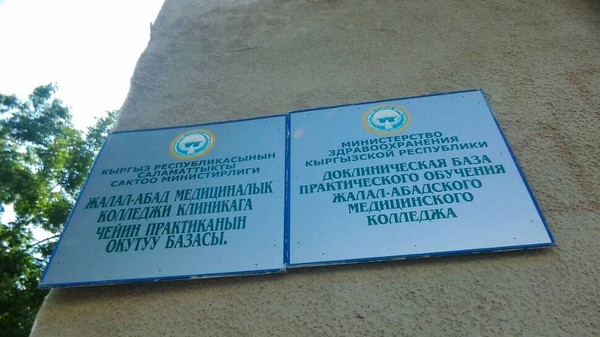 КЫРГЫЗ РЕСПУБЛИКАСЫНЫН
САЛАМАТТЫКТЫ
САКТОО МИНИСТИРЛИГИ
ЖАЛАЛ-АБАД МЕДИЦИНАЛЫК
КОЛЛЕДЖИ КЛИНИКАГА
ЧЕЙИН ПРАКТИКАНЫН
ОКУТУУ БАЗАСЫ.
МИНИСТЕРСТВО
ЗДРАВООХРАНЕНИЯ
КЫРГЫЗСКОЙ РЕСПУБЛИКИ
ДОКЛИНИЧЕСКАЯ БАЗА
ПРАКТИЧЕСКОГО ОБУЧЕНИЯ
ЖАЛАЛ-АБАДСКОГО
МЕДИЦИНСКОГО
КОЛЛЕДЖА